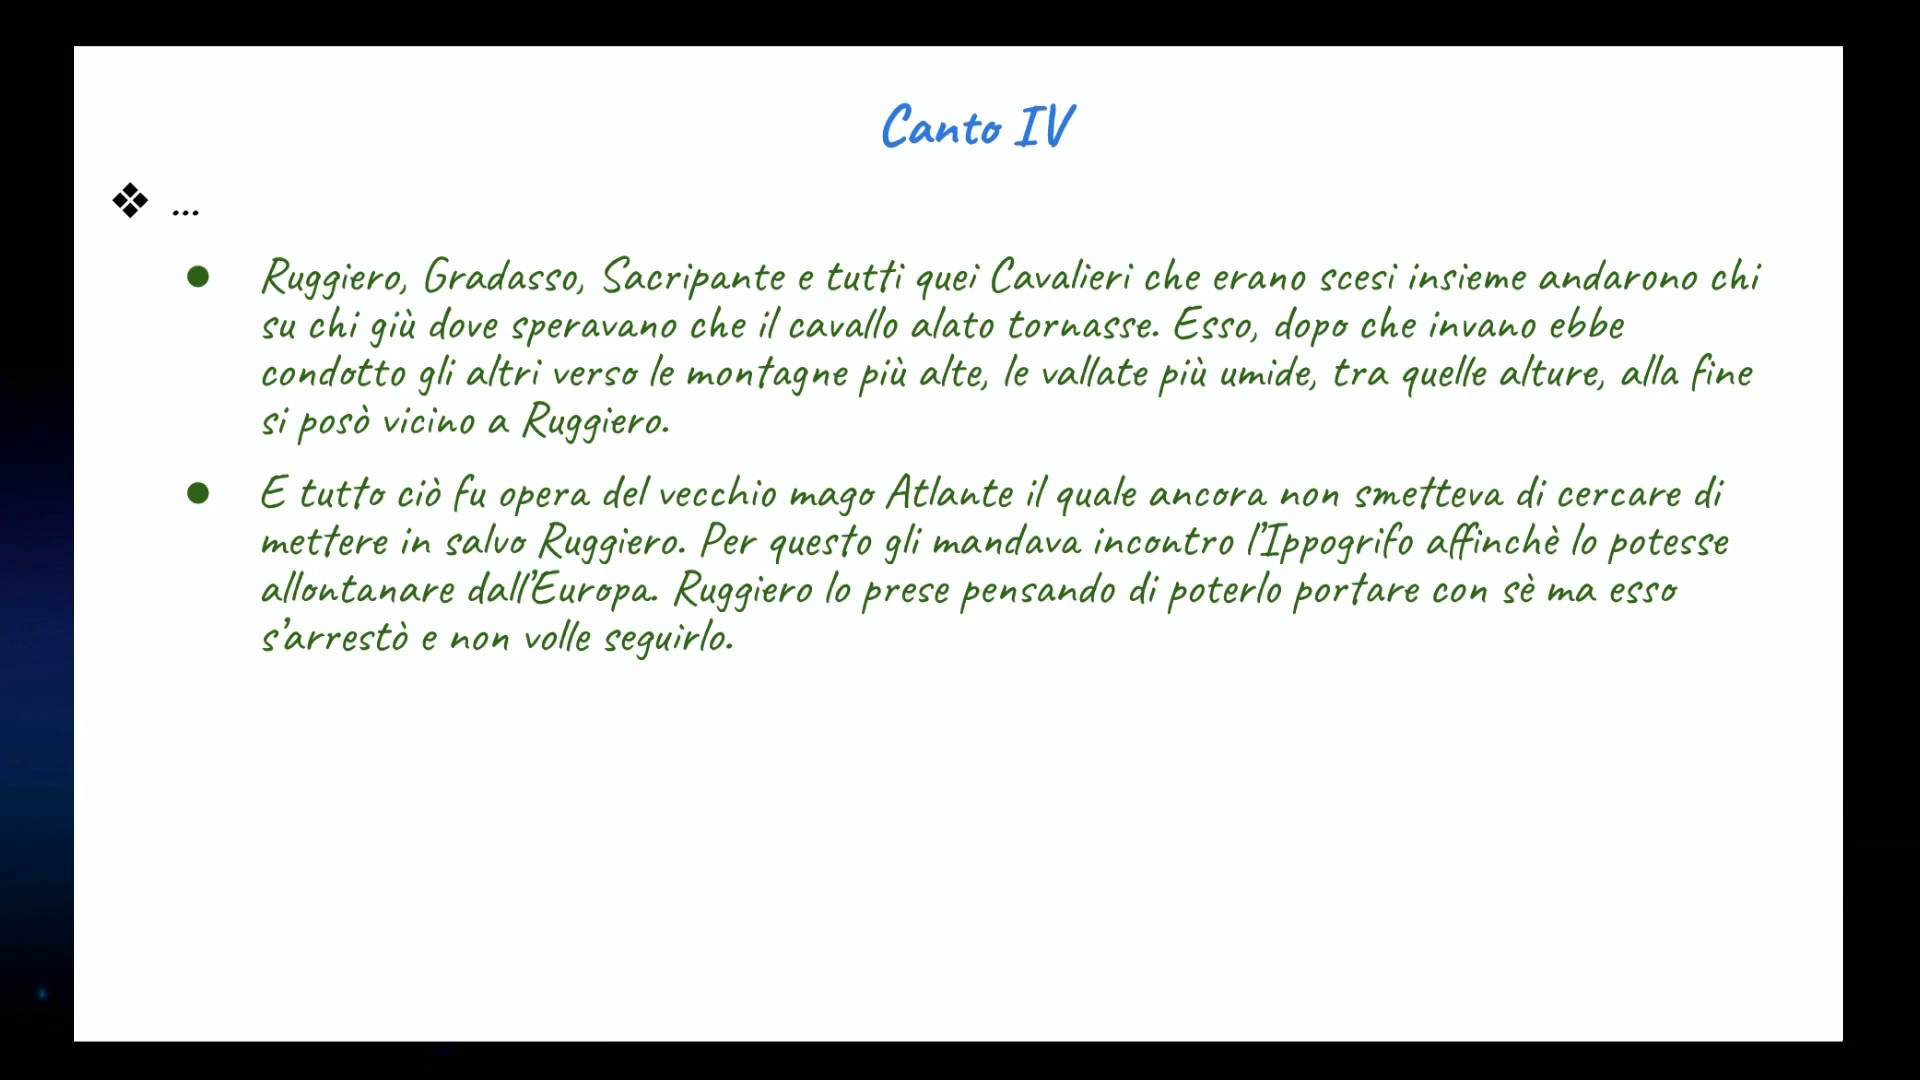 Canto IV
❖ ...
● Ruggiero, Gradasso, Sacripante e tutti quei Cavalieri che erano scesi insieme andarono chi
su chi giù dove speravano che il cavallo alato tornasse. Esso, dopo che invano ebbe
condotto gli altri verso le montagne più alte, le vallate più umide, tra quelle alture, alla fine
si posò vicino a Ruggiero.
● E tutto ciò fu opera del vecchio mago Atlante il quale ancora non smetteva di cercare di
mettere in salvo Ruggiero. Per questo gli mandava incontro l'Ippogrifo affinchè lo potesse
allontanare dall'Europa. Ruggiero lo prese pensando di poterlo portare con sè ma esso
s'arrestò e non volle seguirlo.